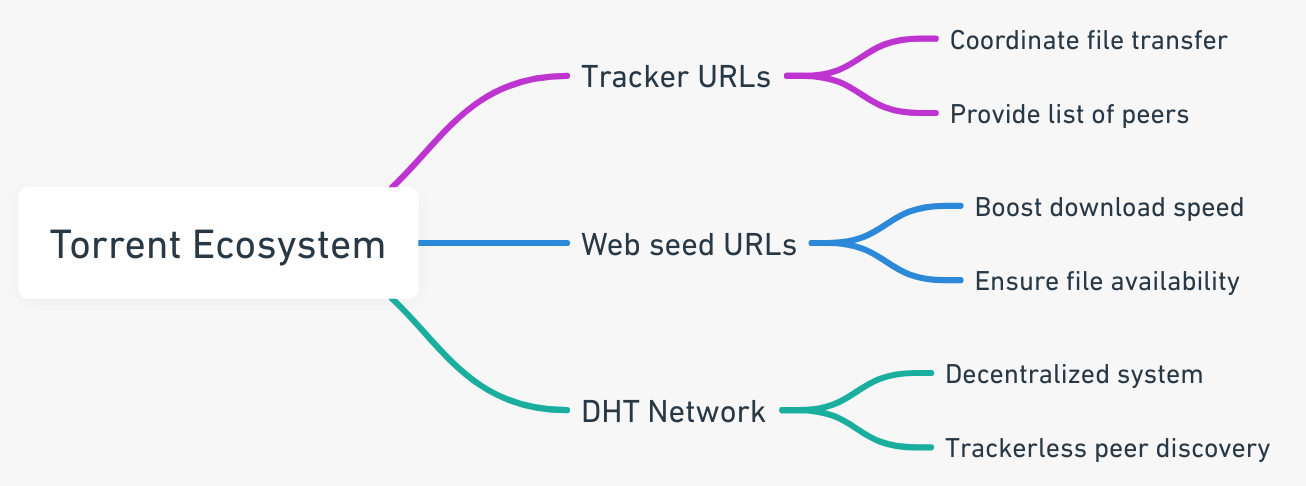 Torrent Ecosystem
Tracker URLs
Coordinate file transfer
Provide list of peers
Web seed URLs
Boost download speed
Ensure file availability
DHT Network
Decentralized system
Trackerless peer discovery